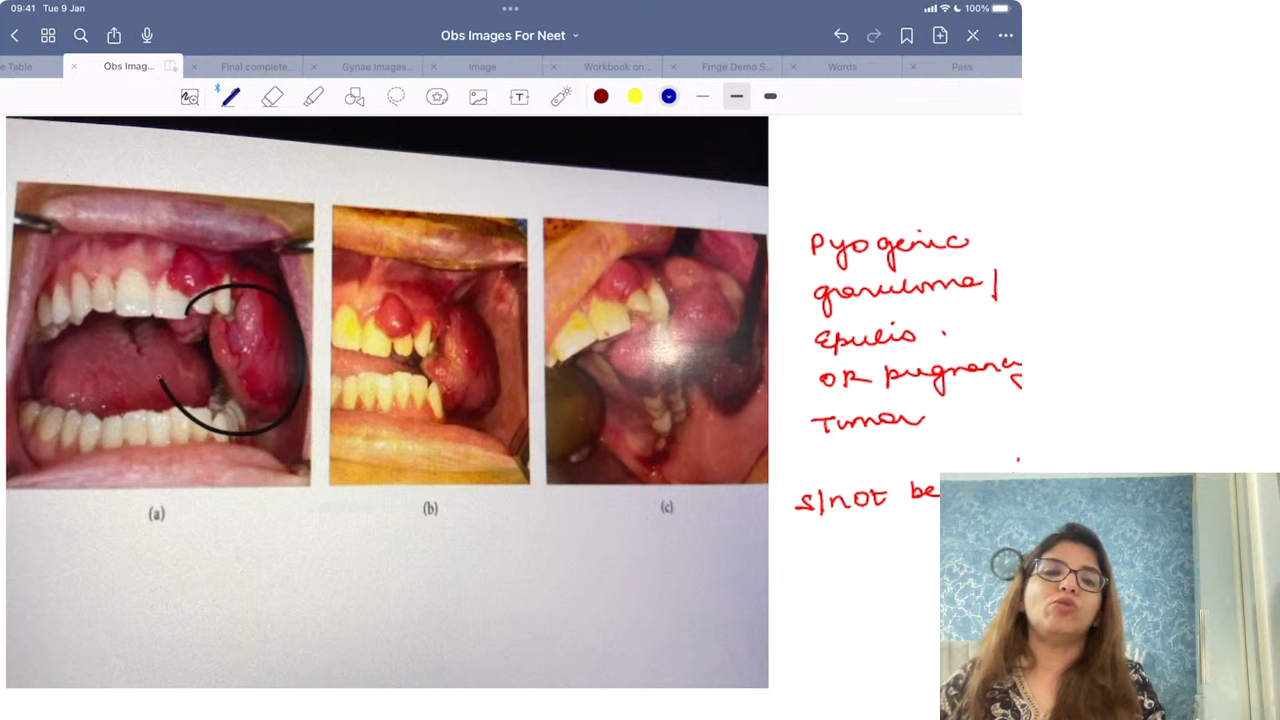 09:41 Tue 9 Jan
100%
Obs Images For Neet
e Table
Obs Imag...
Final complete...
Gynae Images...
Image
Workbook on...
Fmge Demo S...
Words
Pass
Pyogenic
granuloma/
Epulis.
OR pregnancy
Tumor
s/not be
(a)
(b)
(c)